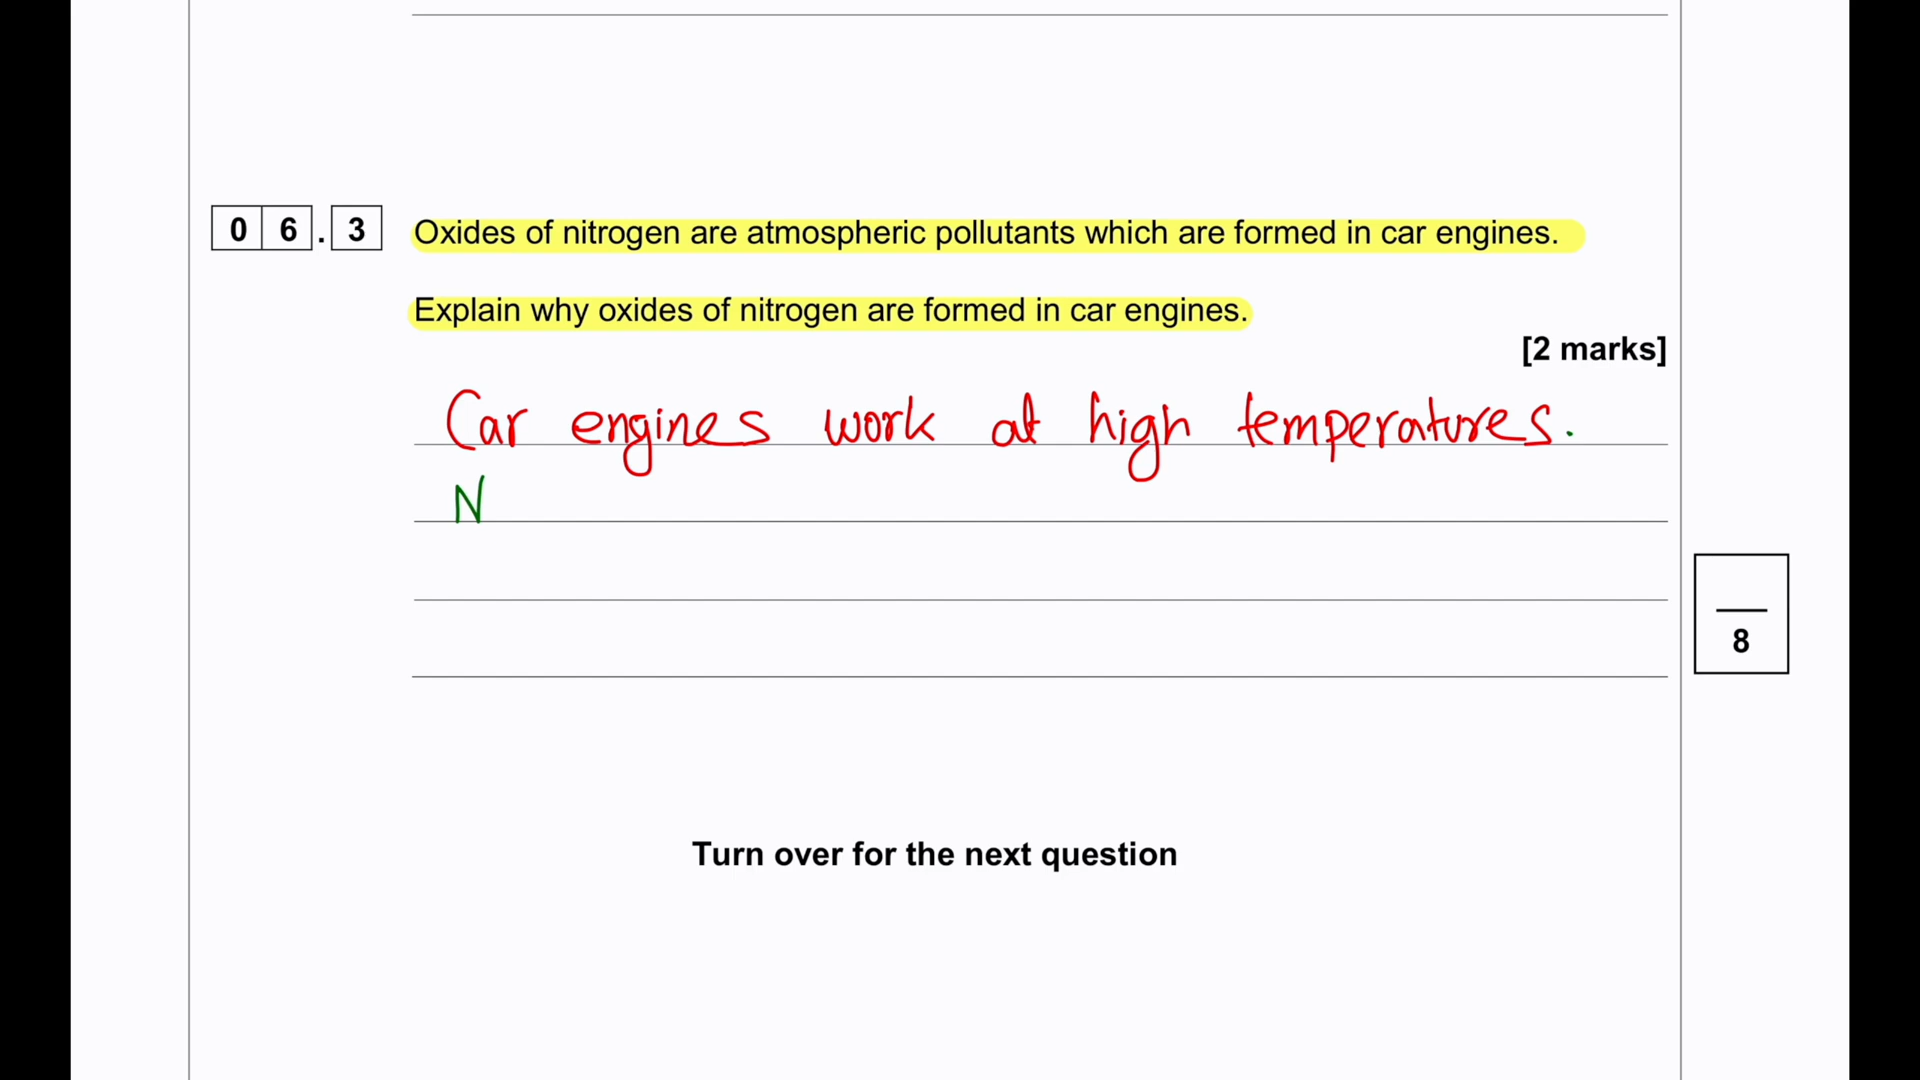 06.3 Oxides of nitrogen are atmospheric pollutants which are formed in car engines.
Explain why oxides of nitrogen are formed in car engines.
[2 marks]
Car engines work at high temperatures.
N
8
Turn over for the next question